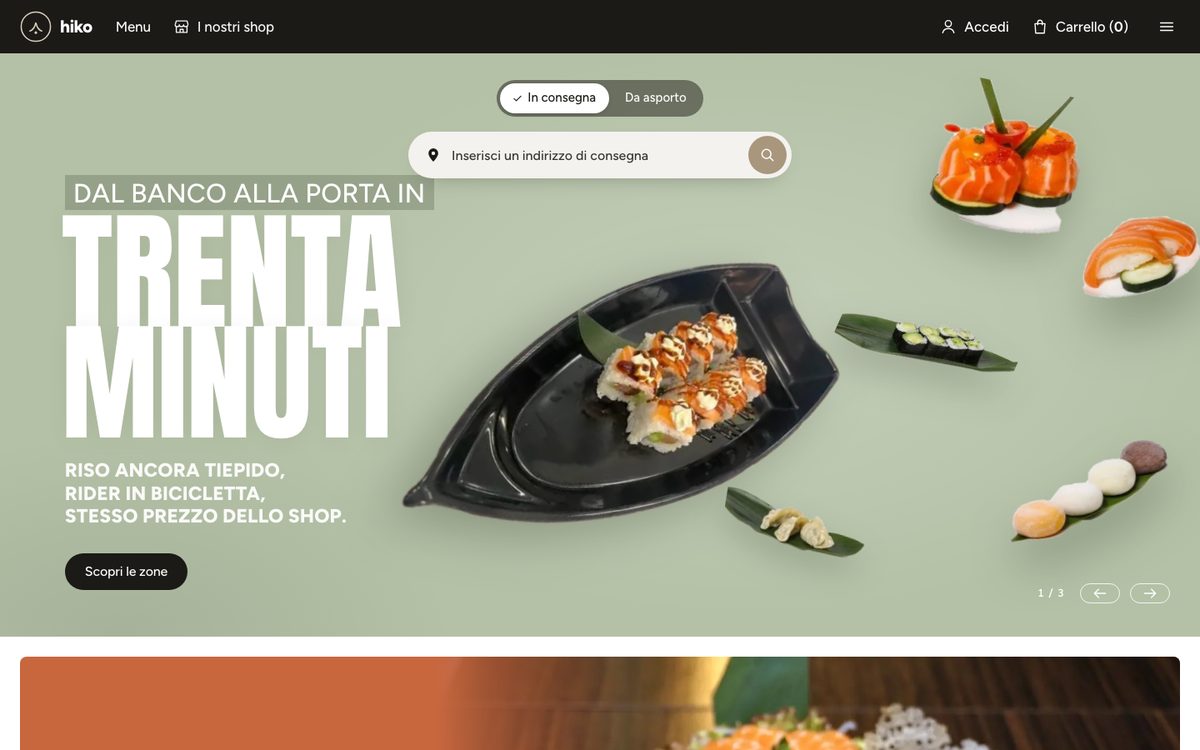 hiko
Menu
I nostri shop
Accedi
Carrello (0)
In consegna
Da asporto
Inserisci un indirizzo di consegna
DAL BANCO ALLA PORTA IN
TRENTA
MINUTI
RISO ANCORA TIEPIDO,
RIDER IN BICICLETTA,
STESSO PREZZO DELLO SHOP.
Scopri le zone
1 / 3